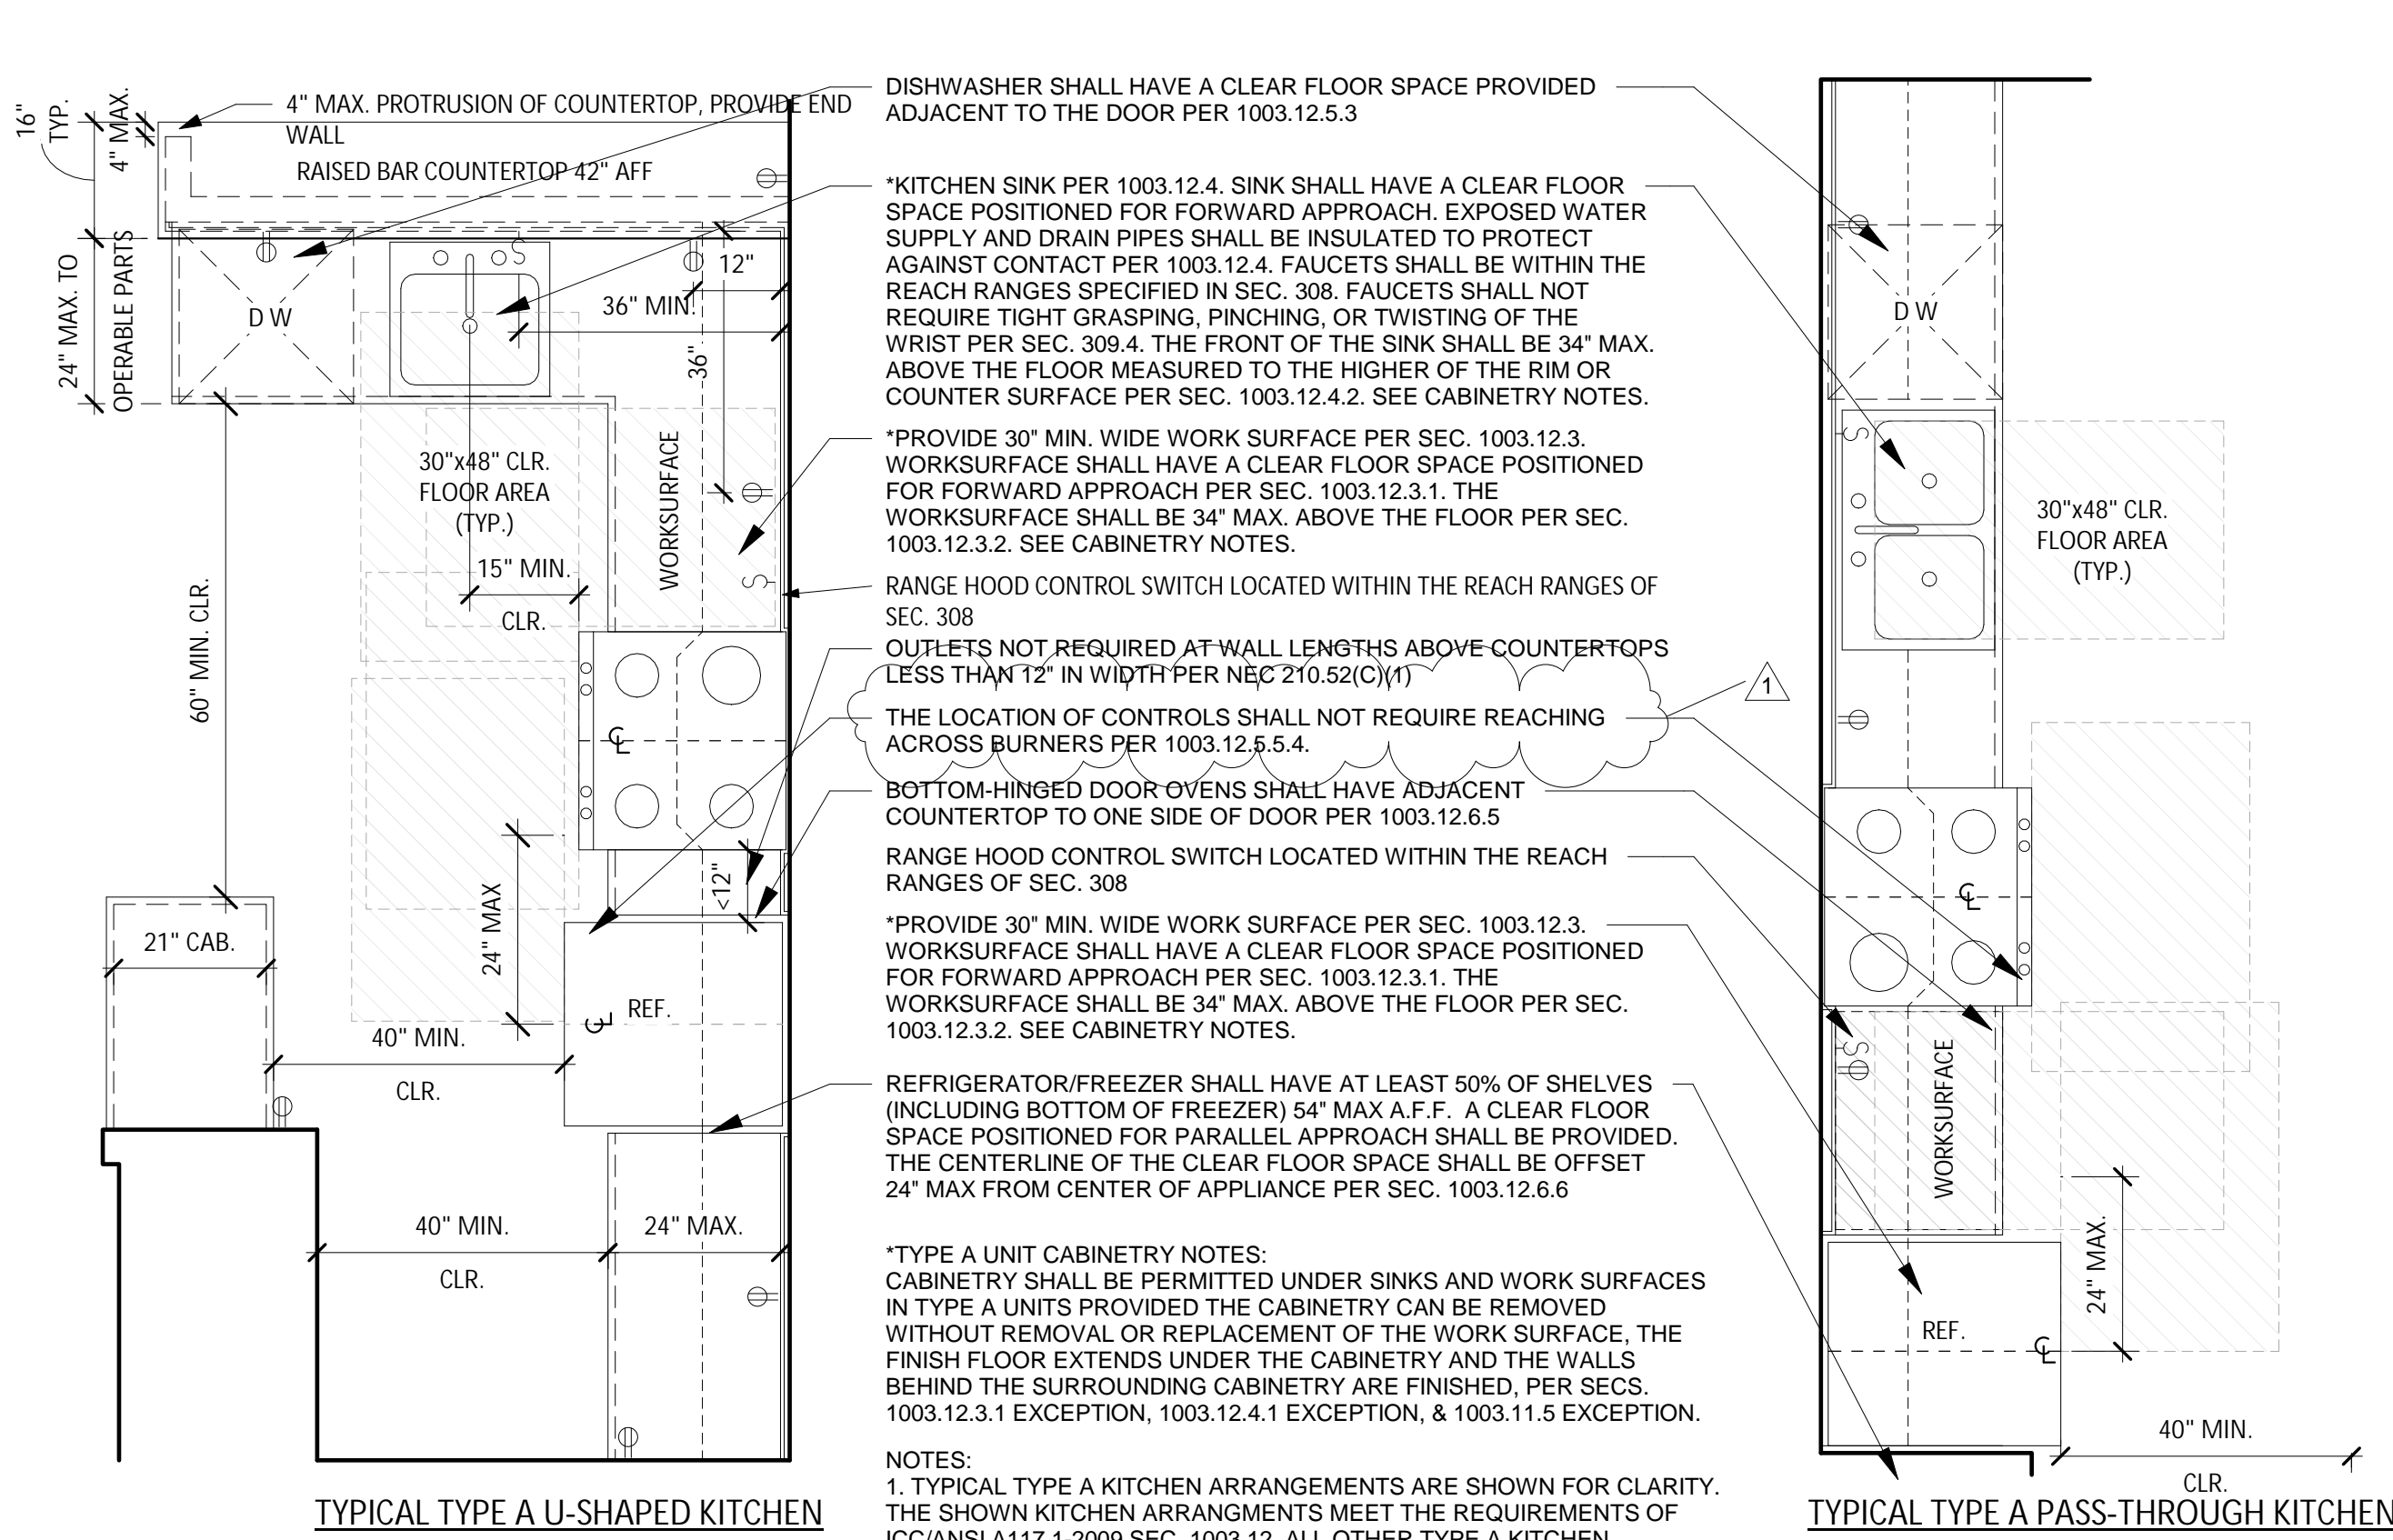 16" TYP.
4" MAX.
4" MAX. PROTRUSION OF COUNTERTOP, PROVIDE END
WALL
RAISED BAR COUNTERTOP 42" AFF
24" MAX. TO
OPERABLE PARTS
D W
S
12"
36" MIN.
36"
30"x48" CLR.
FLOOR AREA
(TYP.)
WORKSURFACE
15" MIN.
CLR.
S
60" MIN. CLR.
CL
24" MAX
<12"
21" CAB.
REF.
CL
40" MIN.
CLR.
40" MIN.
CLR.
24" MAX.
TYPICAL TYPE A U-SHAPED KITCHEN
DISHWASHER SHALL HAVE A CLEAR FLOOR SPACE PROVIDED
ADJACENT TO THE DOOR PER 1003.12.5.3
*KITCHEN SINK PER 1003.12.4. SINK SHALL HAVE A CLEAR FLOOR
SPACE POSITIONED FOR FORWARD APPROACH. EXPOSED WATER
SUPPLY AND DRAIN PIPES SHALL BE INSULATED TO PROTECT
AGAINST CONTACT PER 1003.12.4. FAUCETS SHALL BE WITHIN THE
REACH RANGES SPECIFIED IN SEC. 308. FAUCETS SHALL NOT
REQUIRE TIGHT GRASPING, PINCHING, OR TWISTING OF THE
WRIST PER SEC. 309.4. THE FRONT OF THE SINK SHALL BE 34" MAX.
ABOVE THE FLOOR MEASURED TO THE HIGHER OF THE RIM OR
COUNTER SURFACE PER SEC. 1003.12.4.2. SEE CABINETRY NOTES.
*PROVIDE 30" MIN. WIDE WORK SURFACE PER SEC. 1003.12.3.
WORKSURFACE SHALL HAVE A CLEAR FLOOR SPACE POSITIONED
FOR FORWARD APPROACH PER SEC. 1003.12.3.1. THE
WORKSURFACE SHALL BE 34" MAX. ABOVE THE FLOOR PER SEC.
1003.12.3.2. SEE CABINETRY NOTES.
RANGE HOOD CONTROL SWITCH LOCATED WITHIN THE REACH RANGES OF
SEC. 308
OUTLETS NOT REQUIRED AT WALL LENGTHS ABOVE COUNTERTOPS
LESS THAN 12" IN WIDTH PER NEC 210.52(C)(1)
1
THE LOCATION OF CONTROLS SHALL NOT REQUIRE REACHING
ACROSS BURNERS PER 1003.12.5.5.4.
BOTTOM-HINGED DOOR OVENS SHALL HAVE ADJACENT
COUNTERTOP TO ONE SIDE OF DOOR PER 1003.12.6.5
RANGE HOOD CONTROL SWITCH LOCATED WITHIN THE REACH
RANGES OF SEC. 308
*PROVIDE 30" MIN. WIDE WORK SURFACE PER SEC. 1003.12.3.
WORKSURFACE SHALL HAVE A CLEAR FLOOR SPACE POSITIONED
FOR FORWARD APPROACH PER SEC. 1003.12.3.1. THE
WORKSURFACE SHALL BE 34" MAX. ABOVE THE FLOOR PER SEC.
1003.12.3.2. SEE CABINETRY NOTES.
REFRIGERATOR/FREEZER SHALL HAVE AT LEAST 50% OF SHELVES
(INCLUDING BOTTOM OF FREEZER) 54" MAX A.F.F. A CLEAR FLOOR
SPACE POSITIONED FOR PARALLEL APPROACH SHALL BE PROVIDED.
THE CENTERLINE OF THE CLEAR FLOOR SPACE SHALL BE OFFSET
24" MAX FROM CENTER OF APPLIANCE PER SEC. 1003.12.6.6
*TYPE A UNIT CABINETRY NOTES:
CABINETRY SHALL BE PERMITTED UNDER SINKS AND WORK SURFACES
IN TYPE A UNITS PROVIDED THE CABINETRY CAN BE REMOVED
WITHOUT REMOVAL OR REPLACEMENT OF THE WORK SURFACE, THE
FINISH FLOOR EXTENDS UNDER THE CABINETRY AND THE WALLS
BEHIND THE SURROUNDING CABINETRY ARE FINISHED, PER SECS.
1003.12.3.1 EXCEPTION, 1003.12.4.1 EXCEPTION, & 1003.11.5 EXCEPTION.
NOTES:
1. TYPICAL TYPE A KITCHEN ARRANGEMENTS ARE SHOWN FOR CLARITY.
THE SHOWN KITCHEN ARRANGMENTS MEET THE REQUIREMENTS OF
ICC/ANSI A117.1-2009 SEC. 1003.12. ALL OTHER TYPE A KITCHEN
D W
S
30"x48" CLR.
FLOOR AREA
(TYP.)
CL
S
WORKSURFACE
24" MAX.
REF.
CL
40" MIN.
CLR.
TYPICAL TYPE A PASS-THROUGH KITCHEN